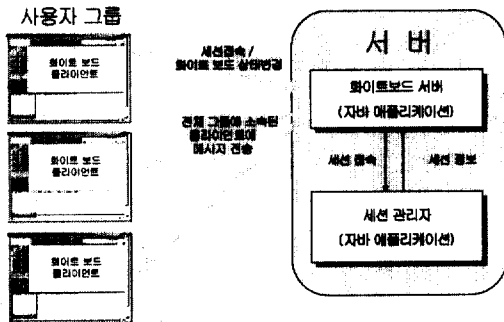 사용자 그룹
화이트 보드
클라이언트
화이트 보드
클라이언트
화이트 보드
클라이언트
세션접속 /
화이트 보드 상태변경
전체 그룹에 소속된
클라이언트에
메시지 전송
서 버
화이트보드 서버
(자바 애플리케이션)
세션 접속
세션 정보
세션 관리자
(자바 애플리케이션)